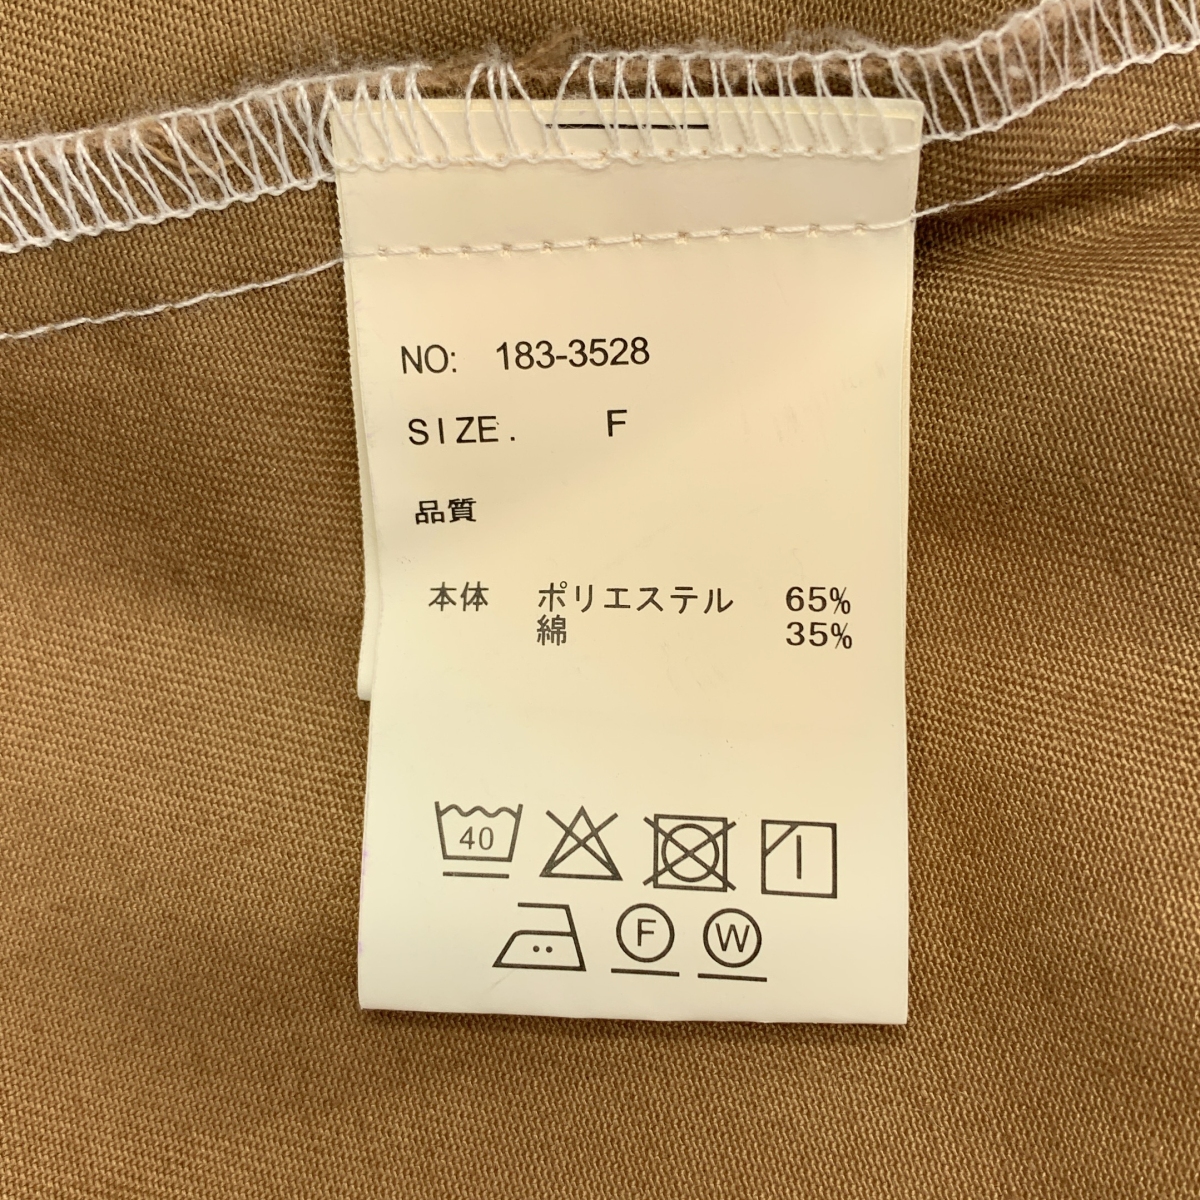 NO: 183-3528
SIZE. F
品質
本体 ポリエステル 65%
綿 35%
40
F W